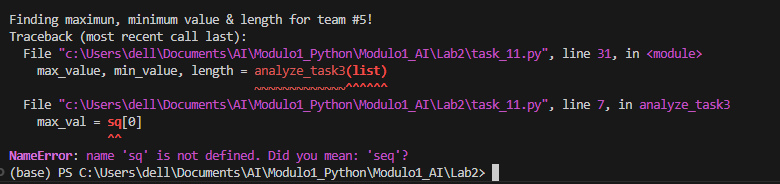 Finding maximun, minimum value & length for team #5!
Traceback (most recent call last):
  File "c:\Users\dell\Documents\AI\Modulo1_Python\Modulo1_AI\Lab2\task_11.py", line 31, in <module>
    max_value, min_value, length = analyze_task3(list)
                                   ~~~~~~~~~~~~~^^^^^^
  File "c:\Users\dell\Documents\AI\Modulo1_Python\Modulo1_AI\Lab2\task_11.py", line 7, in analyze_task3
    max_val = sq[0]
              ^^
NameError: name 'sq' is not defined. Did you mean: 'seq'?
(base) PS C:\Users\dell\Documents\AI\Modulo1_Python\Modulo1_AI\Lab2>